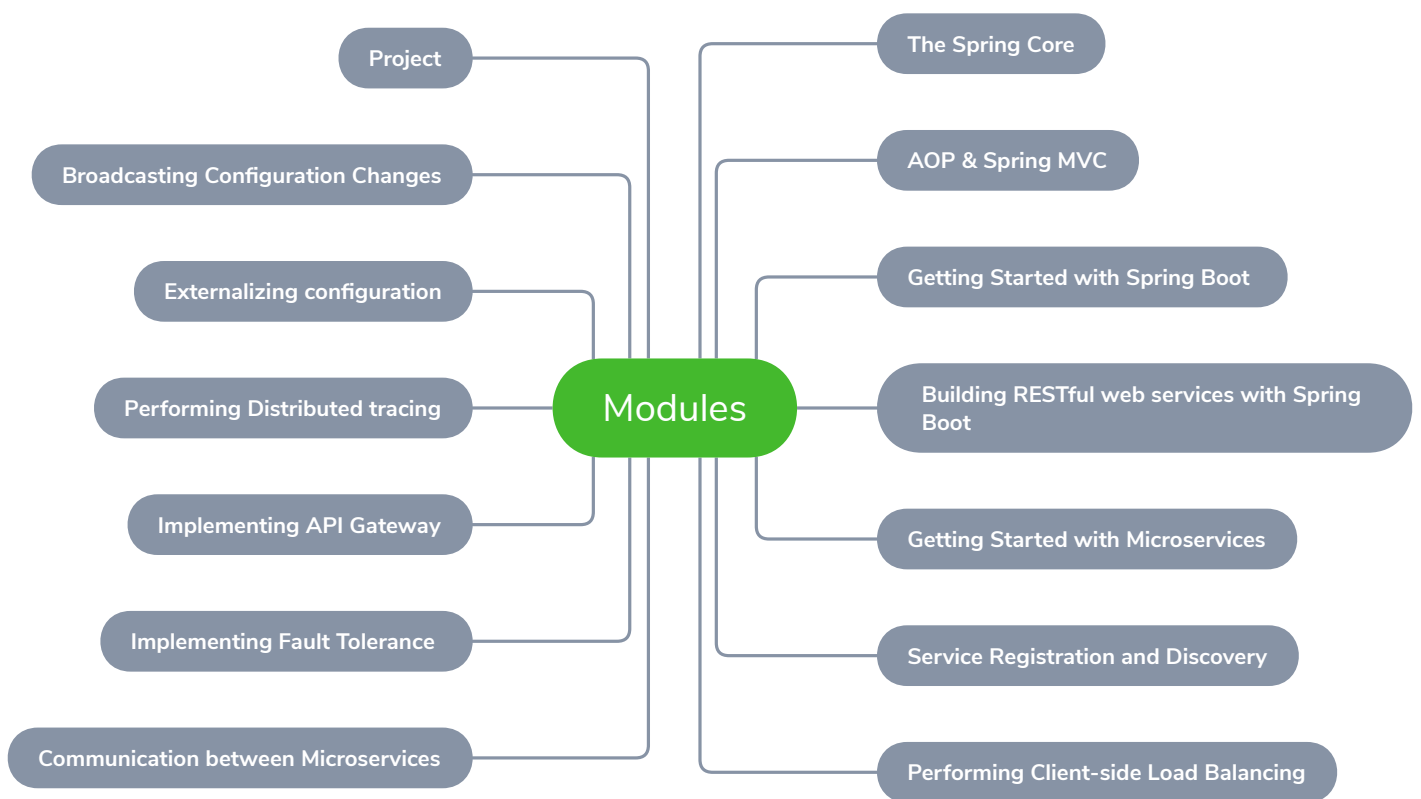 Project
Broadcasting Configuration Changes
Externalizing configuration
Performing Distributed tracing
Implementing API Gateway
Implementing Fault Tolerance
Communication between Microservices
Modules
The Spring Core
AOP & Spring MVC
Getting Started with Spring Boot
Building RESTful web services with Spring
Boot
Getting Started with Microservices
Service Registration and Discovery
Performing Client-side Load Balancing